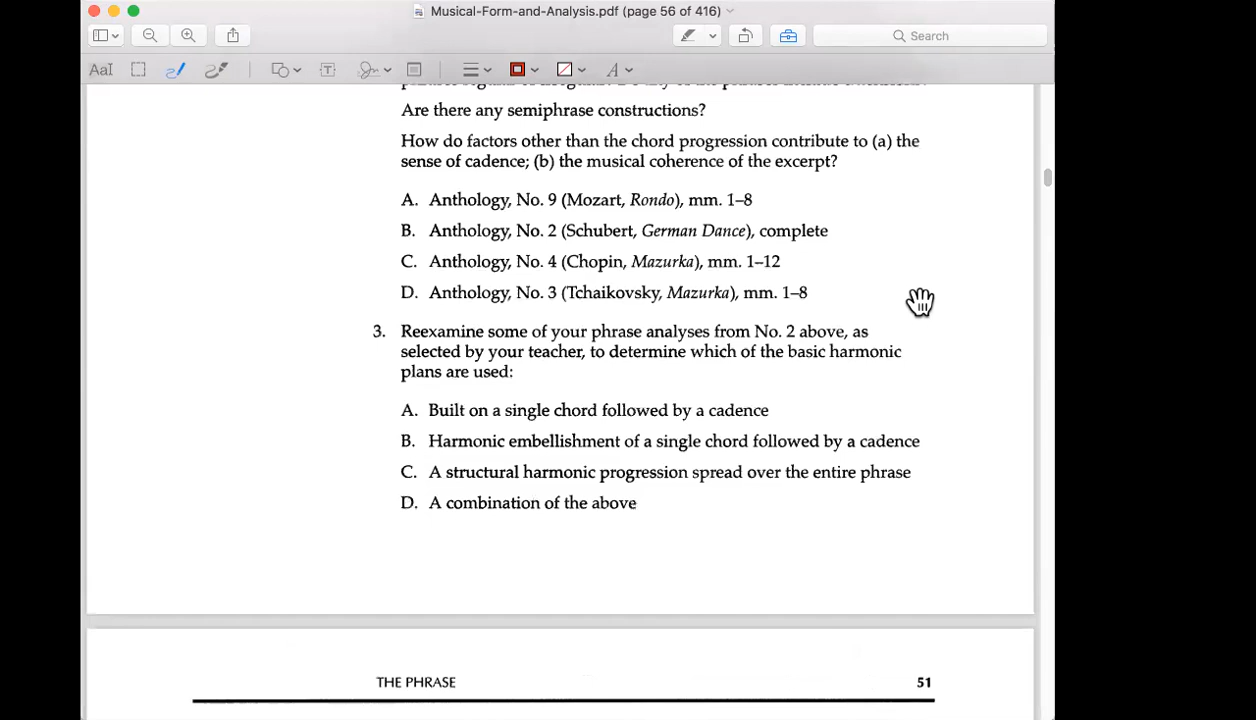 Musical-Form-and-Analysis.pdf (page 56 of 416)
Search
AaI
T
A
Are there any semiphrase constructions?
How do factors other than the chord progression contribute to (a) the
sense of cadence; (b) the musical coherence of the excerpt?
A. Anthology, No. 9 (Mozart, Rondo), mm. 1–8
B. Anthology, No. 2 (Schubert, German Dance), complete
C. Anthology, No. 4 (Chopin, Mazurka), mm. 1–12
D. Anthology, No. 3 (Tchaikovsky, Mazurka), mm. 1–8
3. Reexamine some of your phrase analyses from No. 2 above, as
selected by your teacher, to determine which of the basic harmonic
plans are used:
A. Built on a single chord followed by a cadence
B. Harmonic embellishment of a single chord followed by a cadence
C. A structural harmonic progression spread over the entire phrase
D. A combination of the above
THE PHRASE 51